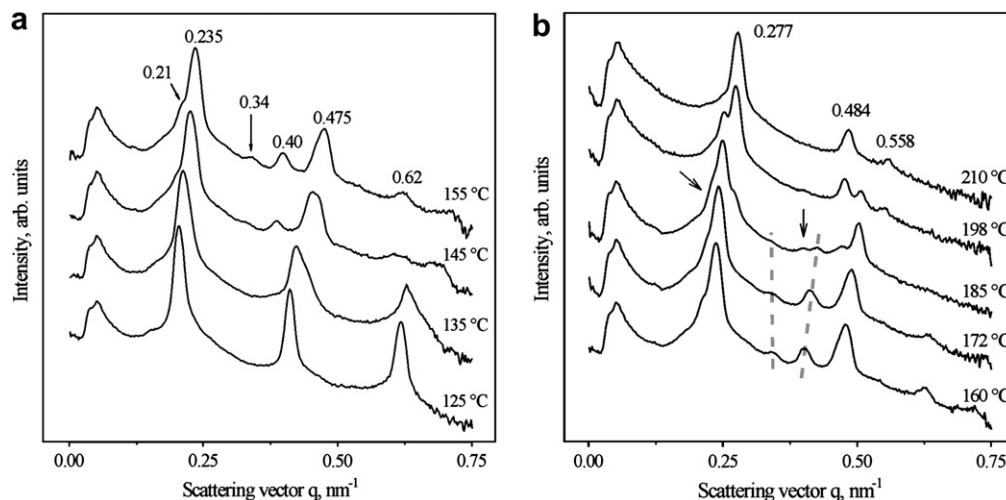 a
0.235
0.21
0.34
0.40
0.475
0.62
155 °C
145 °C
135 °C
125 °C
Intensity, arb. units
0.00 0.25 0.50 0.75
Scattering vector q, nm⁻¹
b
0.277
0.484
0.558
210 °C
198 °C
185 °C
172 °C
160 °C
Intensity, arb. units
0.00 0.25 0.50 0.75
Scattering vector q, nm⁻¹